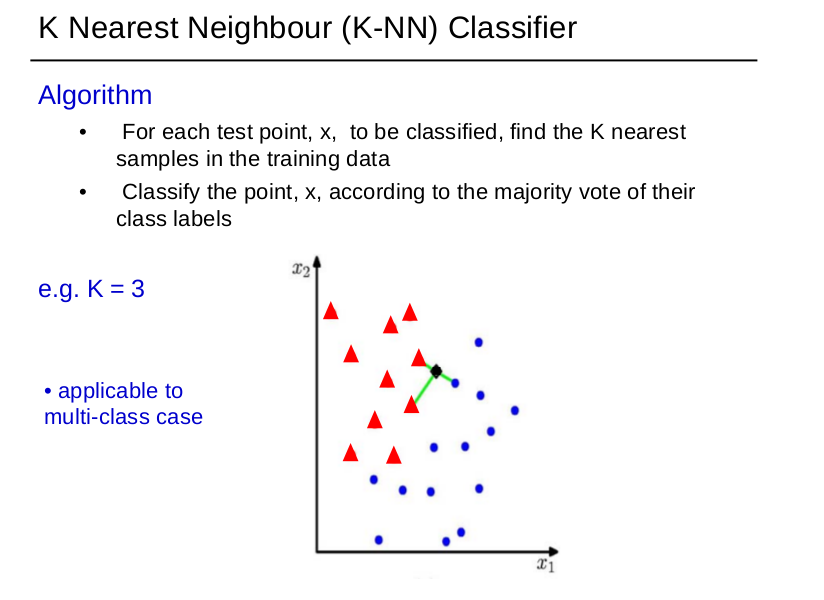 K Nearest Neighbour (K-NN) Classifier
Algorithm
• For each test point, x, to be classified, find the K nearest
samples in the training data
• Classify the point, x, according to the majority vote of their
class labels
e.g. K = 3
• applicable to
multi-class case
x₂
x₁